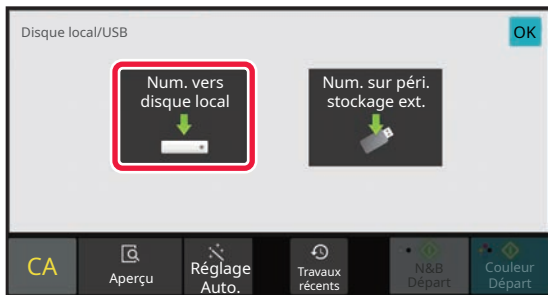 Disque local/USB
OK
Num. vers
disque local
Num. sur péri.
stockage ext.
CA
Aperçu
Réglage
Auto.
Travaux
récents
N&B
Départ
Couleur
Départ